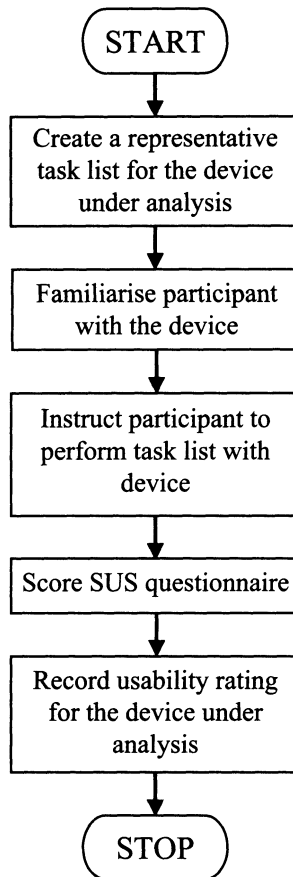 START
Create a representative
task list for the device
under analysis
Familiarise participant
with the device
Instruct participant to
perform task list with
device
Score SUS questionnaire
Record usability rating
for the device under
analysis
STOP